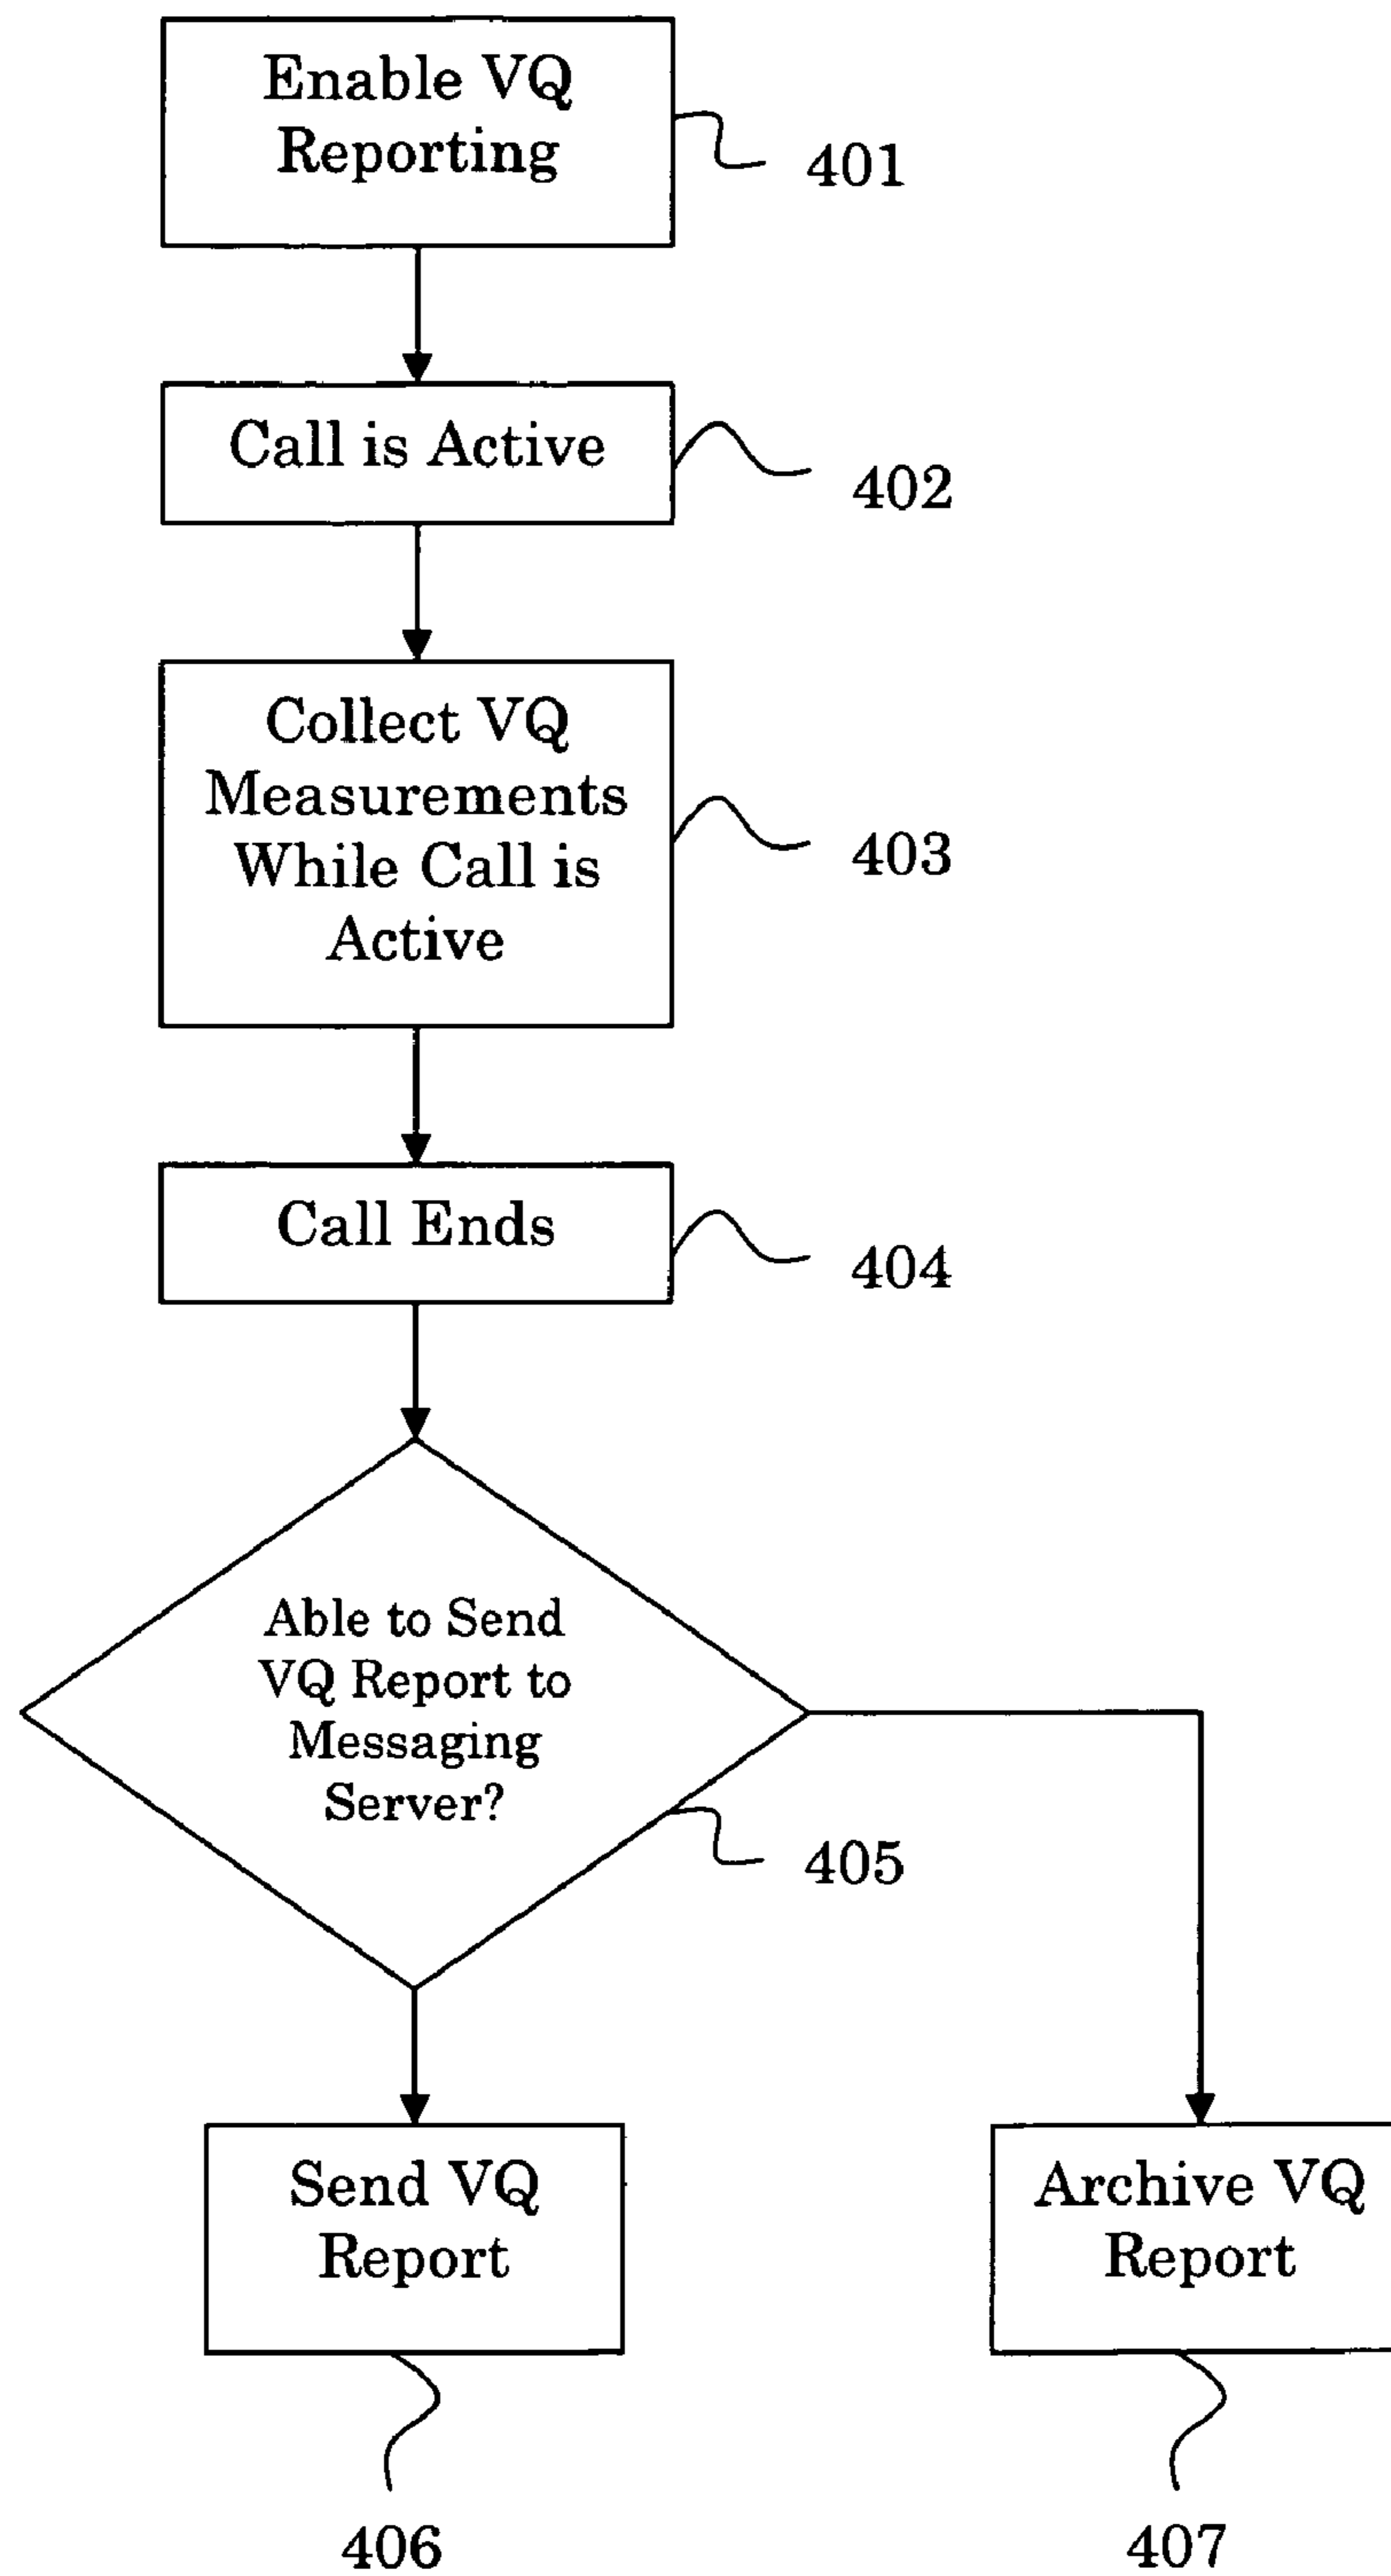 Enable VQ
Reporting
401
Call is Active
402
Collect VQ
Measurements
While Call is
Active
403
Call Ends
404
Able to Send
VQ Report to
Messaging
Server?
405
Send VQ
Report
Archive VQ
Report
406
407